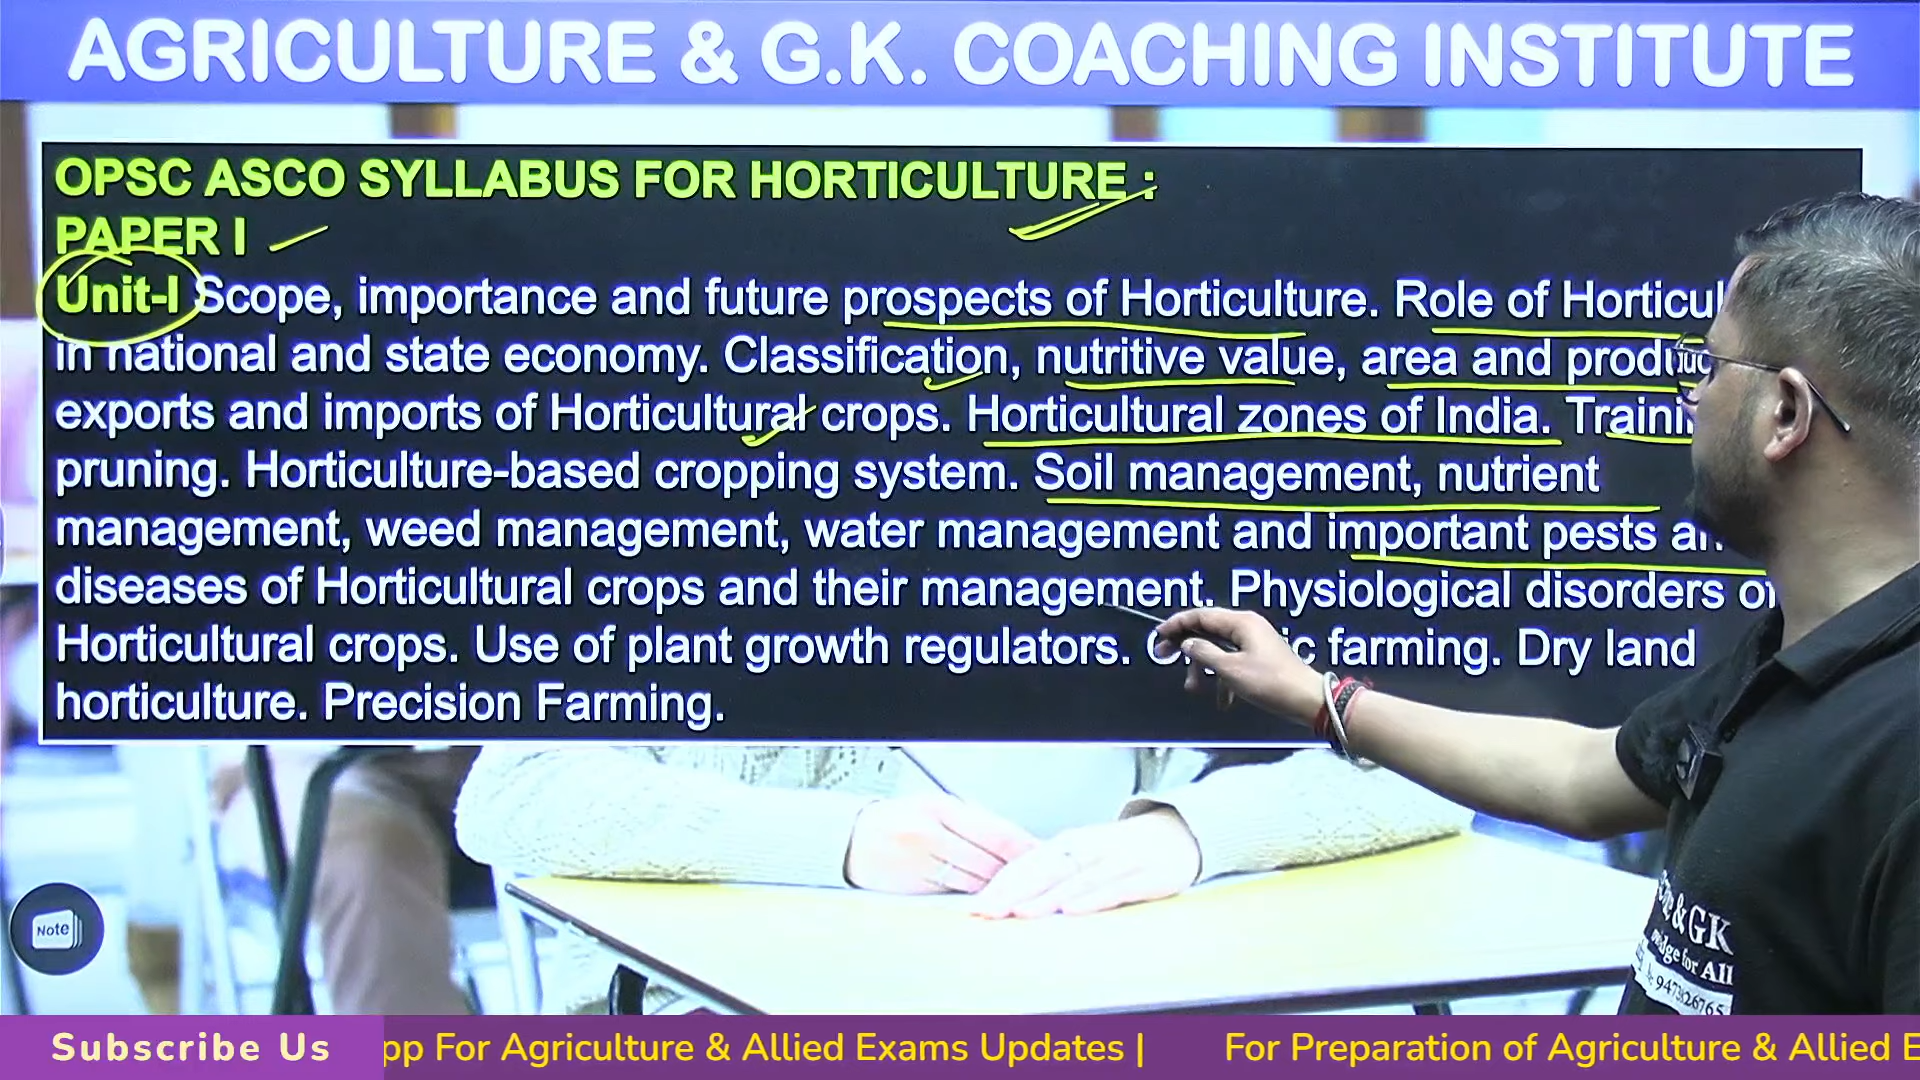 AGRICULTURE & G.K. COACHING INSTITUTE
OPSC ASCO SYLLABUS FOR HORTICULTURE :
PAPER I
Unit-I Scope, importance and future prospects of Horticulture. Role of
in national and state economy. Classification, nutritive value, area and
exports and imports of Horticultural crops. Horticultural zones of India.
pruning. Horticulture-based cropping system. Soil management, nutrient
management, weed management, water management and important pests
diseases of Horticultural crops and their management. Physiological disorders of
Horticultural crops. Use of plant growth regulators. farming. Dry land
horticulture. Precision Farming.
Note
& GK
for All
Subscribe Us
For Agriculture & Allied Exams Updates |
For Preparation of Agriculture & Allied